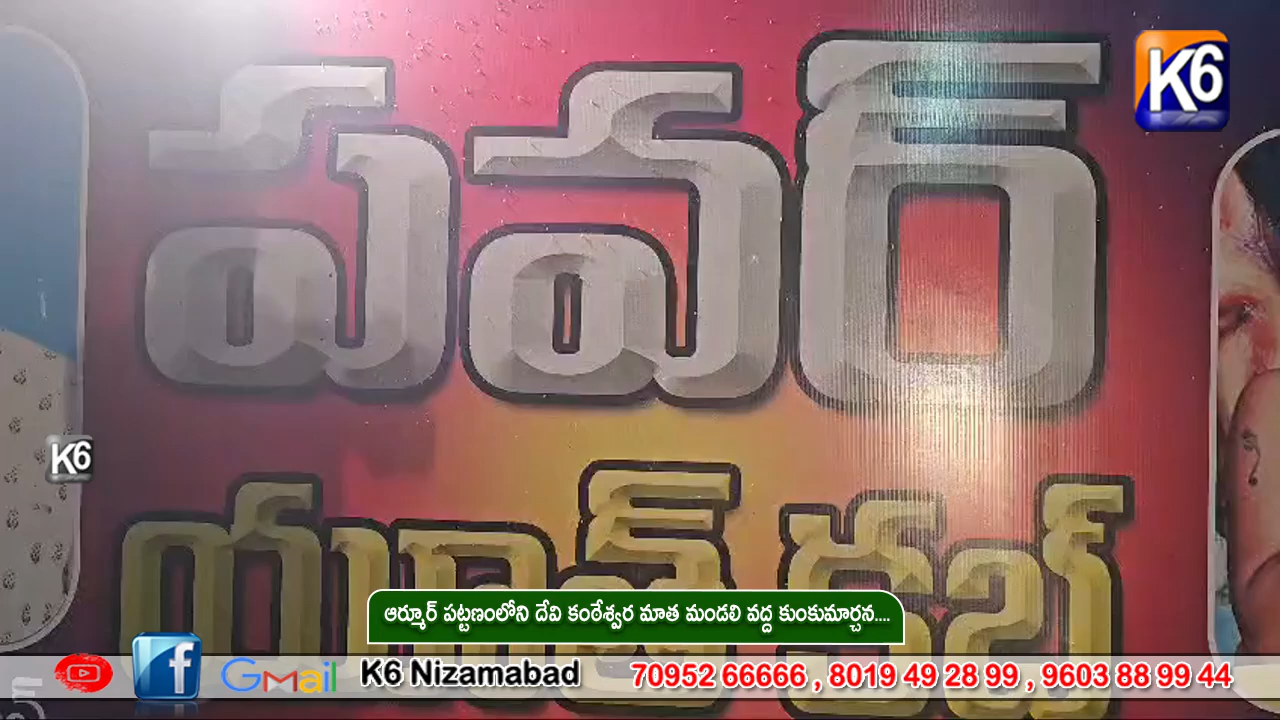 K6
పవర్
K6
యూత్ క్లబ్
ఆర్మూర్ పట్టణంలోని దేవి కంఠేశ్వర మాత మండలి వద్ద కుంకుమార్చన....
Gmail K6 Nizamabad 70952 66666 , 8019 49 28 99 , 9603 88 99 44